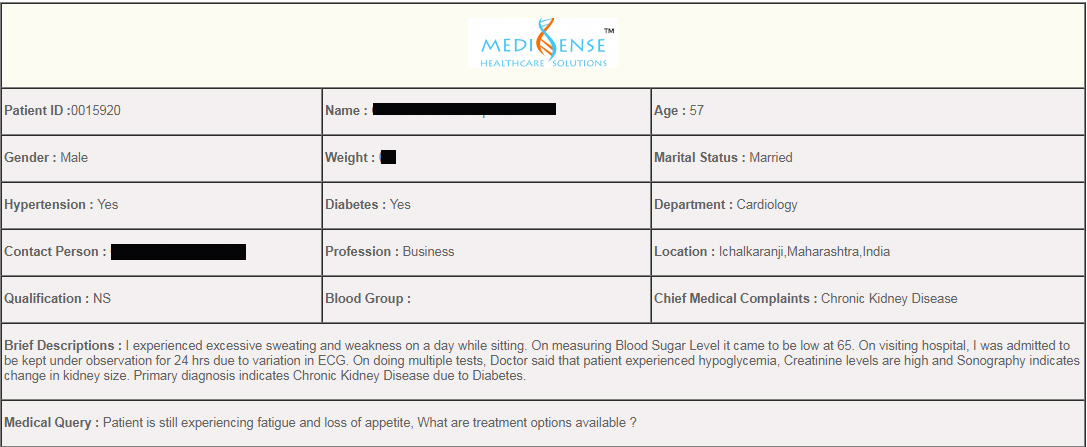 MEDISENSE™
HEALTHCARE SOLUTIONS
Patient ID :0015920
Name :
Age : 57
Gender : Male
Weight :
Marital Status : Married
Hypertension : Yes
Diabetes : Yes
Department : Cardiology
Contact Person :
Profession : Business
Location : Ichalkaranji,Maharashtra,India
Qualification : NS
Blood Group :
Chief Medical Complaints : Chronic Kidney Disease
Brief Descriptions : I experienced excessive sweating and weakness on a day while sitting. On measuring Blood Sugar Level it came to be low at 65. On visiting hospital, I was admitted to
be kept under observation for 24 hrs due to variation in ECG. On doing multiple tests, Doctor said that patient experienced hypoglycemia, Creatinine levels are high and Sonography indicates
change in kidney size. Primary diagnosis indicates Chronic Kidney Disease due to Diabetes.
Medical Query : Patient is still experiencing fatigue and loss of appetite, What are treatment options available ?